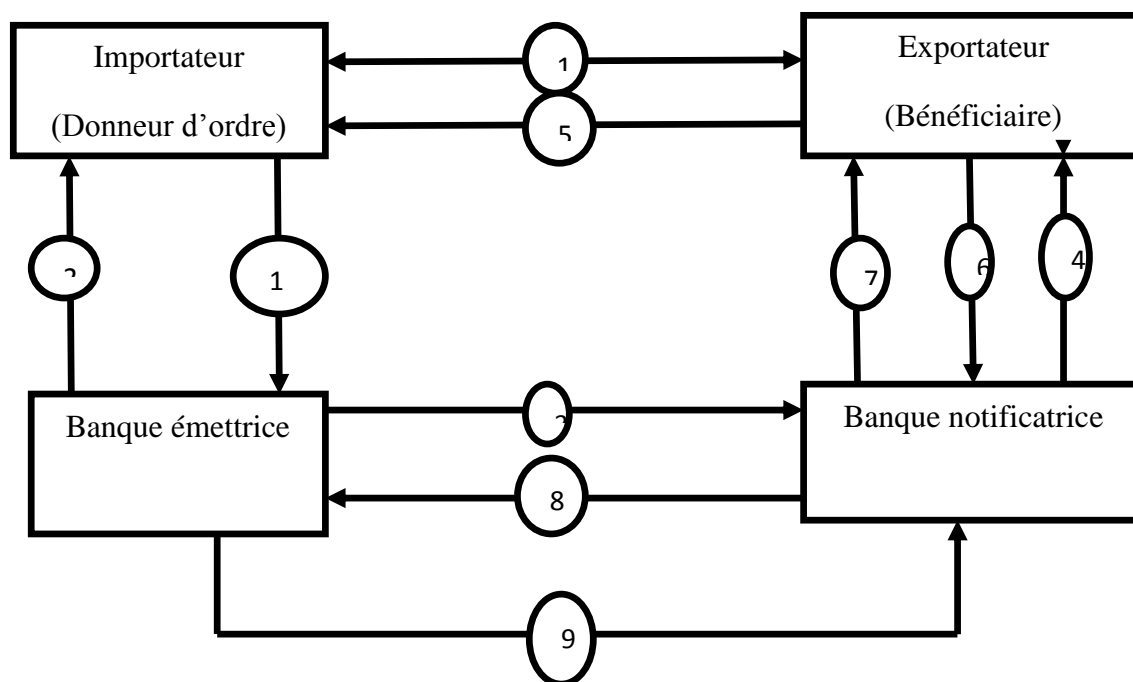 Importateur
(Donneur d’ordre)
1
5
Exportateur
(Bénéficiaire)
1
7
6
4
Banque émettrice
8
Banque notificatrice
9